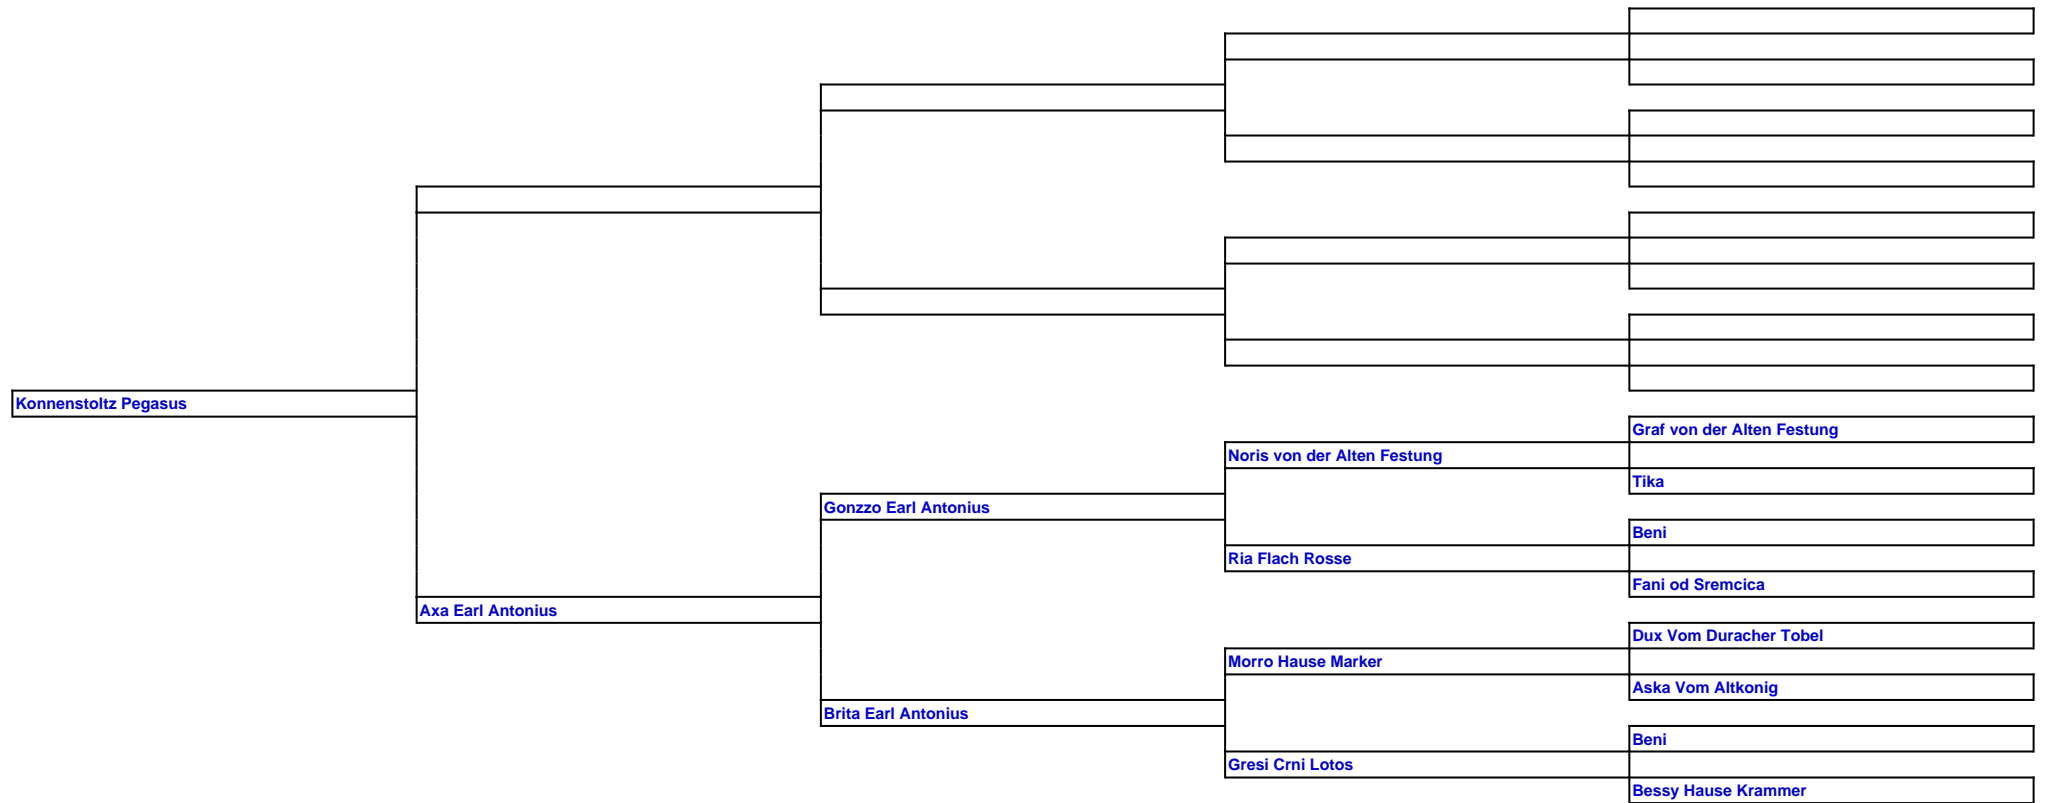 Konnenstoltz Pegasus
Graf von der Alten Festung
Noris von der Alten Festung
Tika
Gonzzo Earl Antonius
Beni
Ria Flach Rosse
Fani od Sremcica
Axa Earl Antonius
Dux Vom Duracher Tobel
Morro Hause Marker
Aska Vom Altkonig
Brita Earl Antonius
Beni
Gresi Crni Lotos
Bessy Hause Krammer